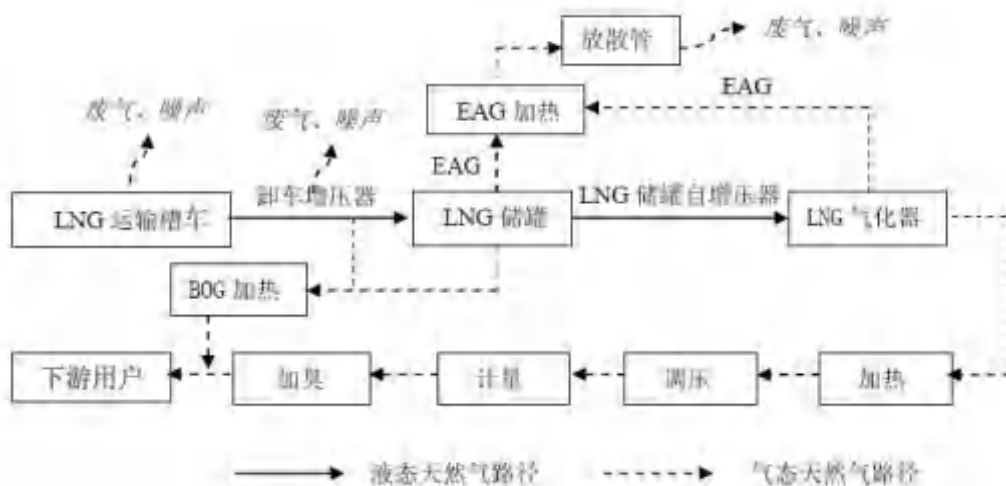 放散管
废气、噪声
EAG
EAG 加热
废气、噪声
废气、噪声
EAG
卸车增压器
LNG 储罐自增压器
LNG 运输槽车
LNG 储罐
LNG 气化器
BOG 加热
下游用户
加臭
计量
调压
加热
液态天然气路径
气态天然气路径